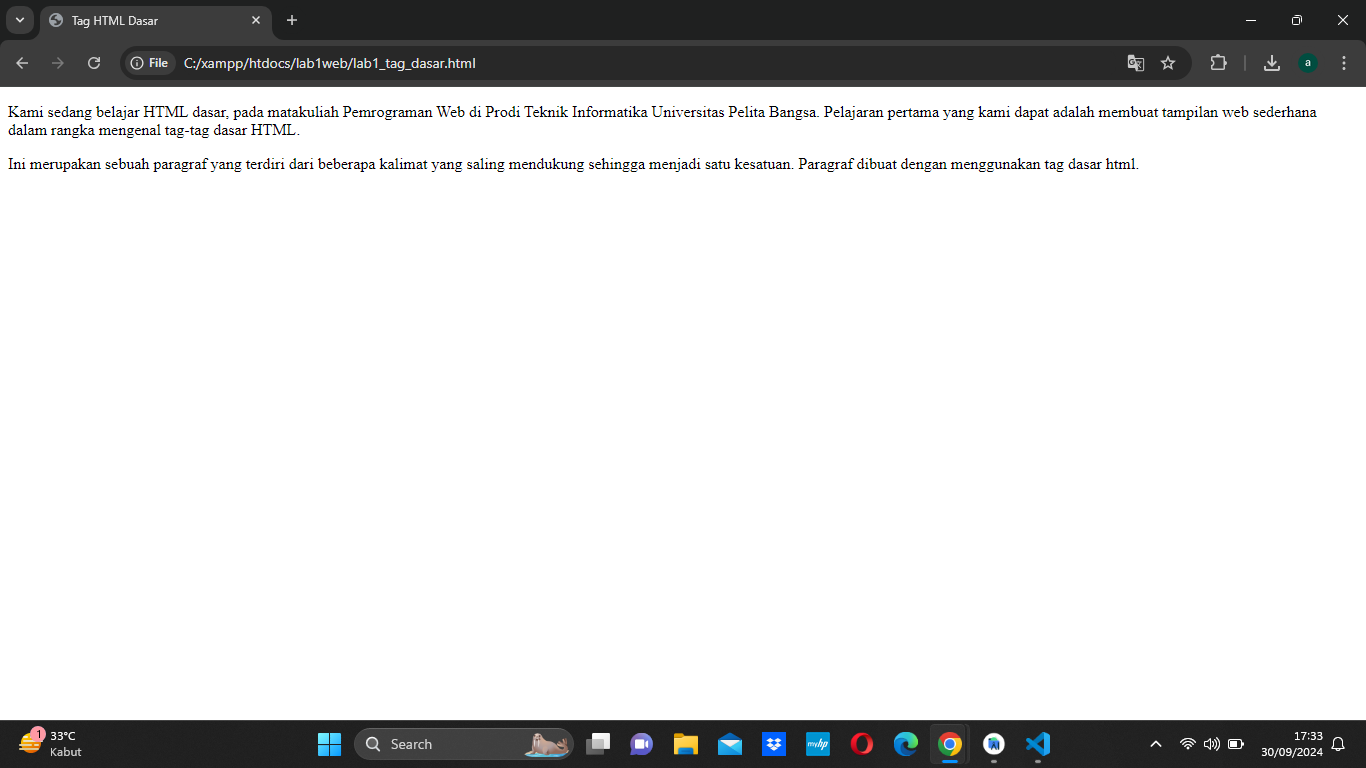 Tag HTML Dasar
File
C:/xampp/htdocs/lab1web/lab1_tag_dasar.html
a
Kami sedang belajar HTML dasar, pada matakuliah Pemrograman Web di Prodi Teknik Informatika Universitas Pelita Bangsa. Pelajaran pertama yang kami dapat adalah membuat tampilan web sederhana
dalam rangka mengenal tag-tag dasar HTML.
Ini merupakan sebuah paragraf yang terdiri dari beberapa kalimat yang saling mendukung sehingga menjadi satu kesatuan. Paragraf dibuat dengan menggunakan tag dasar html.
1
33°C
Kabut
Search
myhp
17:33
30/09/2024